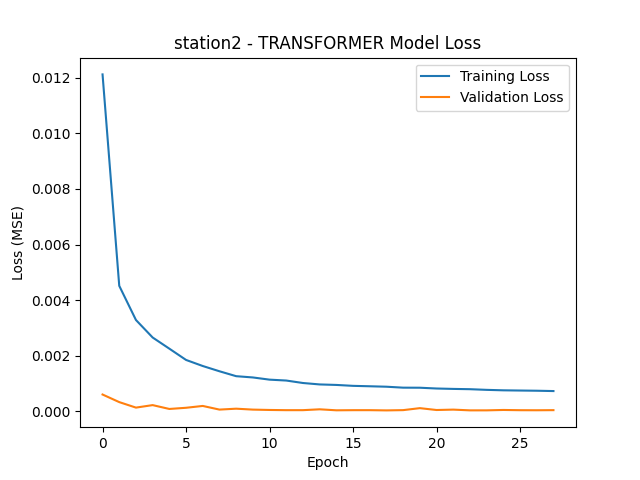 station2 - TRANSFORMER Model Loss
Training Loss
Validation Loss
Loss (MSE)
0.012
0.010
0.008
0.006
0.004
0.002
0.000
0 5 10 15 20 25
Epoch